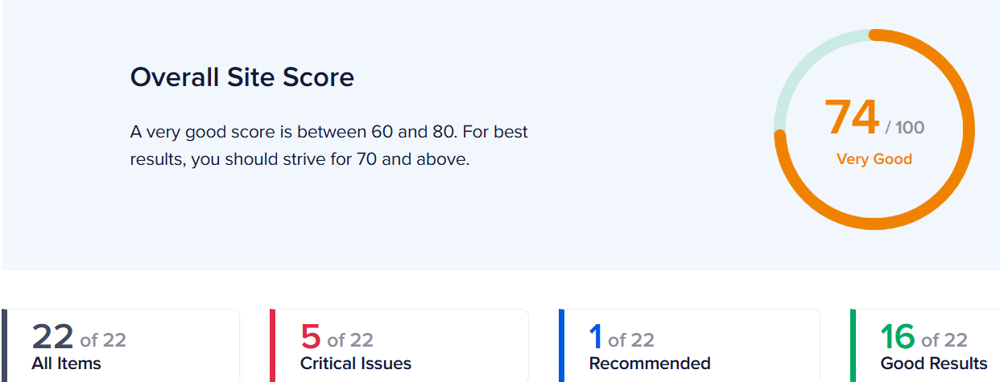 Overall Site Score
A very good score is between 60 and 80. For best
results, you should strive for 70 and above.
74 / 100
Very Good
22 of 22
All Items
5 of 22
Critical Issues
1 of 22
Recommended
16 of 22
Good Results